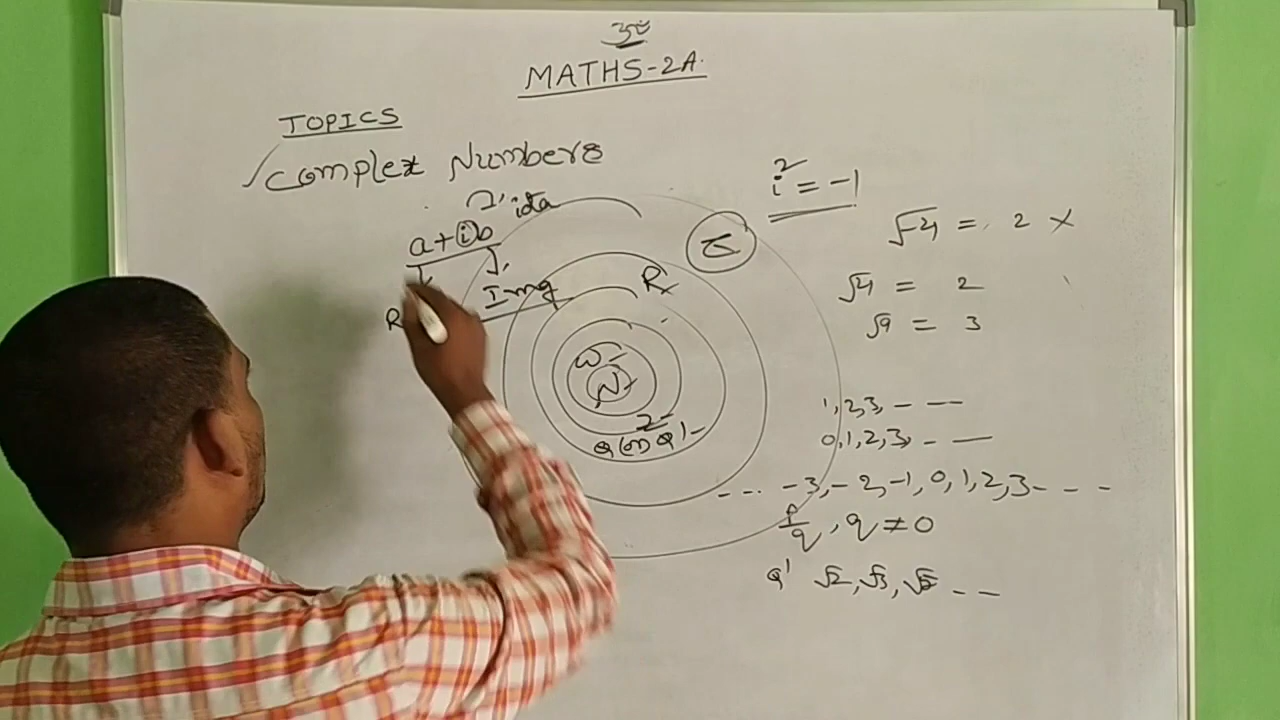 MATHS-2A.
TOPICS
Complex Numbers
i² = -1
a+ib
Img
R
√-4 = 2 ×
√4 = 2
√9 = 3
R
W
N
Z
Q (or) Q'
1, 2, 3, - --
0, 1, 2, 3, - --
--- -3, -2, -1, 0, 1, 2, 3 - - -
p/q, q ≠ 0
Q' √2, √3, √5 - -